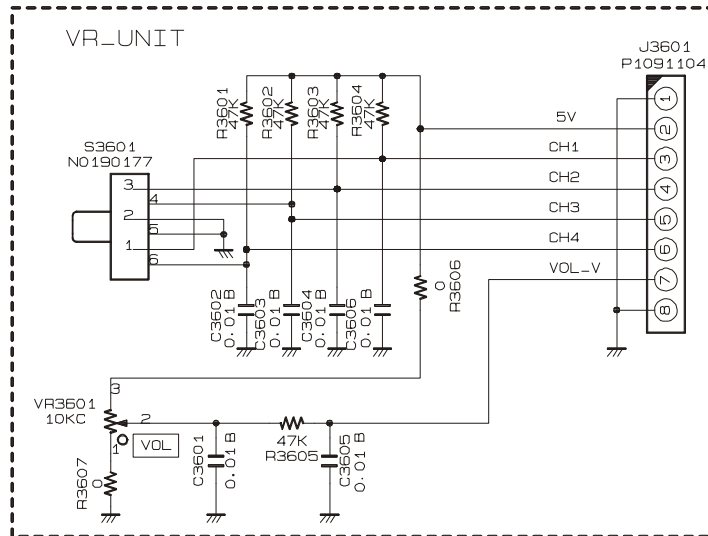 VR_UNIT
J3601
P1091104
R3601
47K
R3602
47K
R3603
47K
R3604
47K
S3601
N0190177
3
4
2
5
1
6
5V
CH1
CH2
CH3
CH4
VOL_V
1
2
3
4
5
6
7
8
0
R3606
C3602
0.01 B
C3603
0.01 B
C3604
0.01 B
C3606
0.01 B
3
VR3601
10KC
2
1
VOL
R3607
0
C3601
0.01 B
47K
R3605
C3605
0.01 B